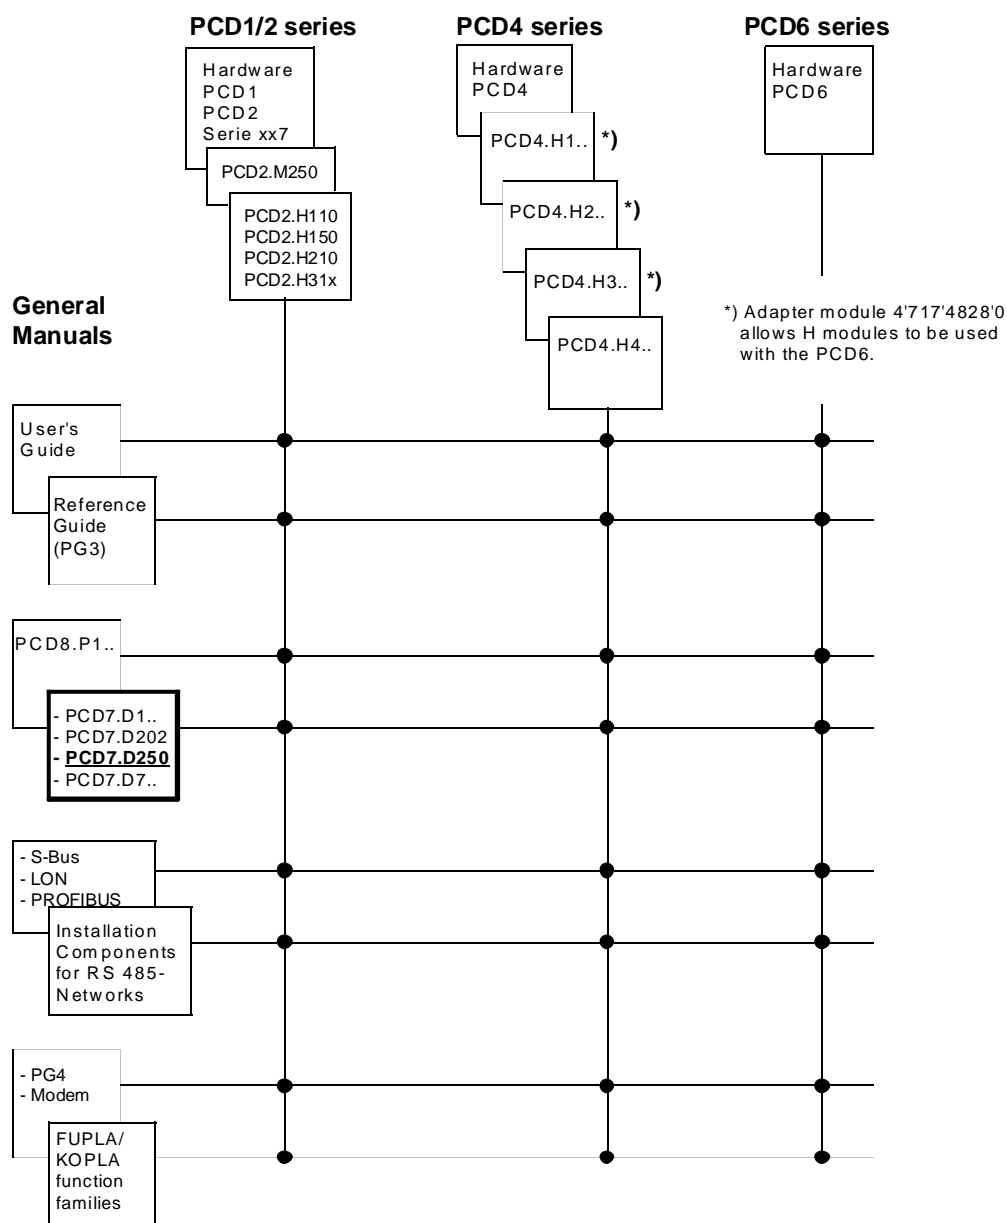 PCD1/2 series
Hardware
PCD1
PCD2
Serie xx7
PCD2.M250
PCD2.H110
PCD2.H150
PCD2.H210
PCD2.H31x
PCD4 series
Hardware
PCD4
PCD4.H1.. *)
PCD4.H2.. *)
PCD4.H3.. *)
PCD4.H4..
PCD6 series
Hardware
PCD6
*) Adapter module 4'717'4828'0
allows H modules to be used
with the PCD6.
General
Manuals
User's
Guide
Reference
Guide
(PG3)
PCD8.P1..
- PCD7.D1..
- PCD7.D202
- PCD7.D250
- PCD7.D7..
- S-Bus
- LON
- PROFIBUS
Installation
Components
for RS 485-
Networks
- PG4
- Modem
FUPLA/
KOPLA
function
families